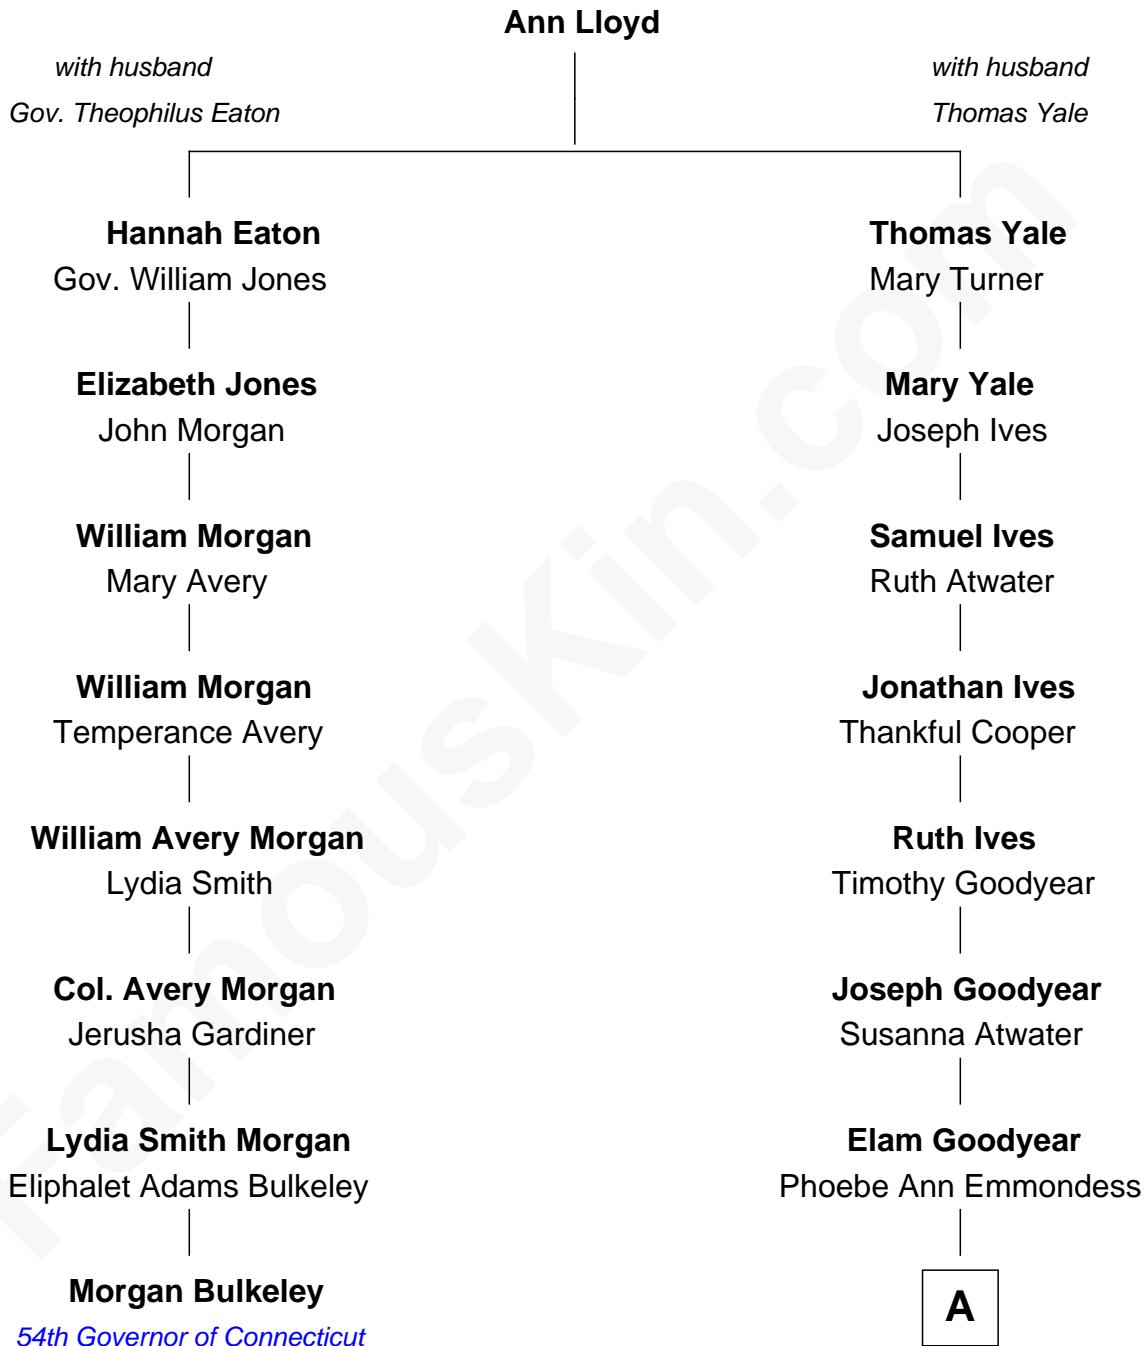 Ann Lloyd
with husband
Gov. Theophilus Eaton
with husband
Thomas Yale
Hannah Eaton
Gov. William Jones
Thomas Yale
Mary Turner
Elizabeth Jones
John Morgan
Mary Yale
Joseph Ives
William Morgan
Mary Avery
Samuel Ives
Ruth Atwater
William Morgan
Temperance Avery
Jonathan Ives
Thankful Cooper
William Avery Morgan
Lydia Smith
Ruth Ives
Timothy Goodyear
Col. Avery Morgan
Jerusha Gardiner
Joseph Goodyear
Susanna Atwater
Lydia Smith Morgan
Eliphalet Adams Bulkeley
Elam Goodyear
Phoebe Ann Emmondess
Morgan Bulkeley
54th Governor of Connecticut
A
FamousKin.com